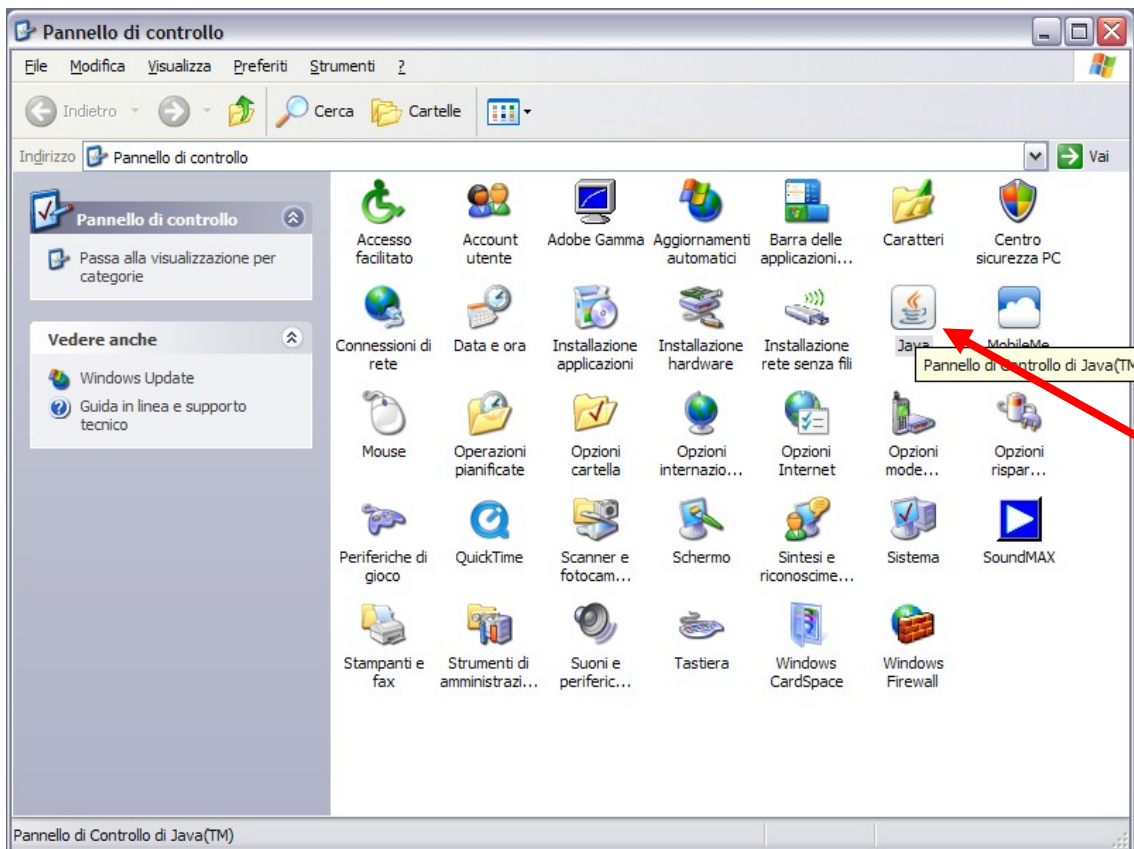 Pannello di controllo
File Modifica Visualizza Preferiti Strumenti ?
Indietro Cerca Cartelle
Indirizzo Pannello di controllo Vai
Pannello di controllo
Passa alla visualizzazione per
categorie
Vedere anche
Windows Update
Guida in linea e supporto
tecnico
Accesso
facilitato
Account
utente
Adobe Gamma
Aggiornamenti
automatici
Barra delle
applicazioni...
Caratteri
Centro
sicurezza PC
Connessioni di
rete
Data e ora
Installazione
applicazioni
Installazione
hardware
Installazione
rete senza fili
Java
MobileMe
Pannello di Controllo di Java(TM
Mouse
Operazioni
pianificate
Opzioni
cartella
Opzioni
internazio...
Opzioni
Internet
Opzioni
mode...
Opzioni
rispar...
Periferiche di
gioco
QuickTime
Scanner e
fotocam...
Schermo
Sintesi e
riconoscime...
Sistema
SoundMAX
Stampanti e
fax
Strumenti di
amministrazi...
Suoni e
periferic...
Tastiera
Windows
CardSpace
Windows
Firewall
Pannello di Controllo di Java(TM)